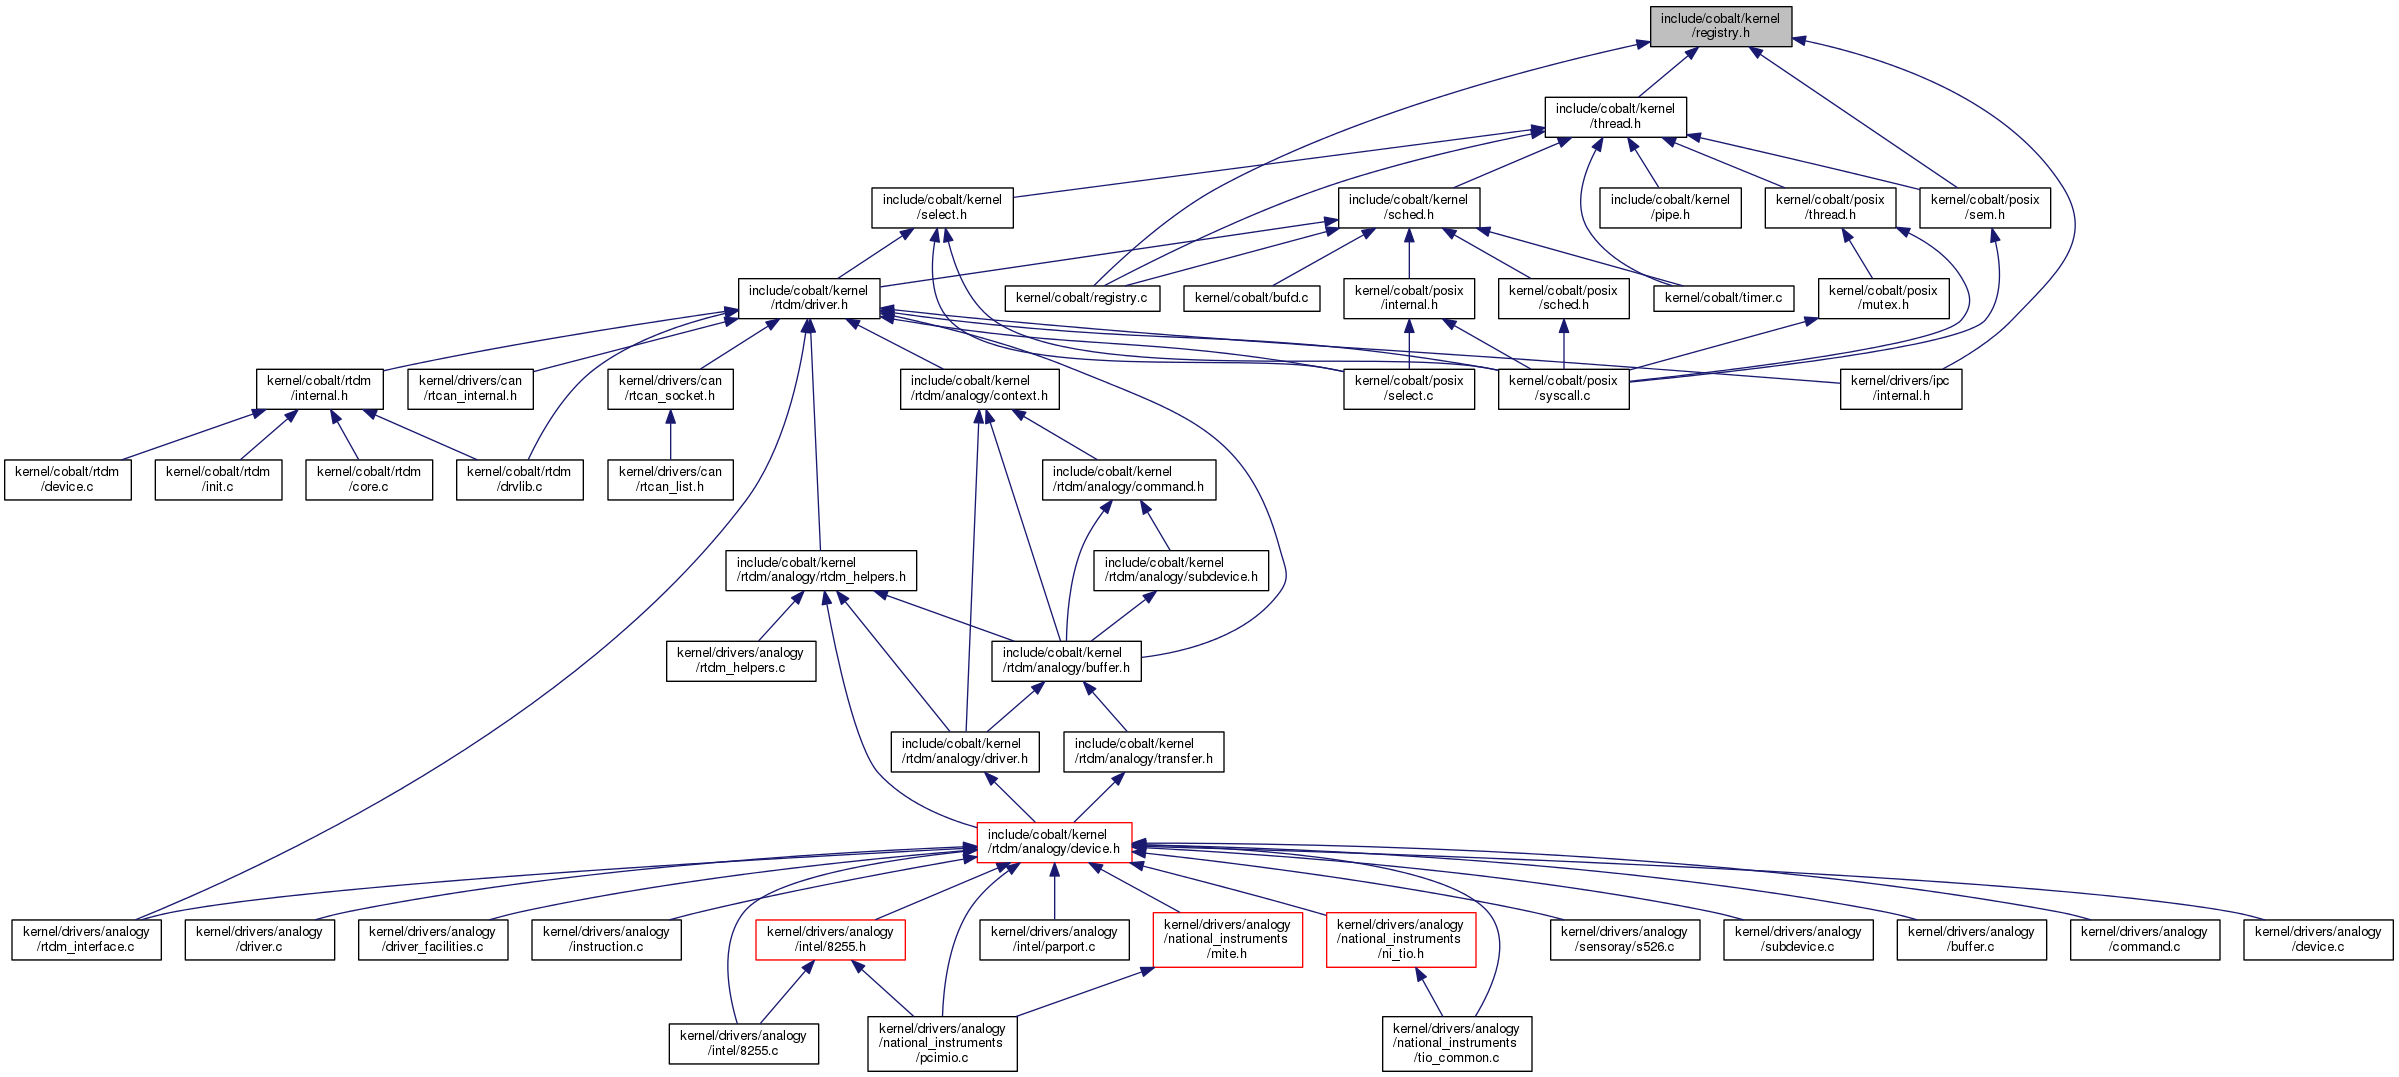 include/cobalt/kernel
/registry.h
include/cobalt/kernel
/thread.h
include/cobalt/kernel
/select.h
include/cobalt/kernel
/sched.h
include/cobalt/kernel
/pipe.h
kernel/cobalt/posix
/thread.h
kernel/cobalt/posix
/sem.h
include/cobalt/kernel
/rtdm/driver.h
kernel/cobalt/registry.c
kernel/cobalt/bufd.c
kernel/cobalt/posix
/internal.h
kernel/cobalt/posix
/sched.h
kernel/cobalt/timer.c
kernel/cobalt/posix
/mutex.h
kernel/cobalt/rtdm
/internal.h
kernel/drivers/can
/rtcan_internal.h
kernel/drivers/can
/rtcan_socket.h
include/cobalt/kernel
/rtdm/analogy/context.h
kernel/cobalt/posix
/select.c
kernel/cobalt/posix
/syscall.c
kernel/drivers/ipc
/internal.h
kernel/cobalt/rtdm
/device.c
kernel/cobalt/rtdm
/init.c
kernel/cobalt/rtdm
/core.c
kernel/cobalt/rtdm
/drvlib.c
kernel/drivers/can
/rtcan_list.h
include/cobalt/kernel
/rtdm/analogy/command.h
include/cobalt/kernel
/rtdm/analogy/rtdm_helpers.h
include/cobalt/kernel
/rtdm/analogy/subdevice.h
kernel/drivers/analogy
/rtdm_helpers.c
include/cobalt/kernel
/rtdm/analogy/buffer.h
include/cobalt/kernel
/rtdm/analogy/driver.h
include/cobalt/kernel
/rtdm/analogy/transfer.h
include/cobalt/kernel
/rtdm/analogy/device.h
kernel/drivers/analogy
/rtdm_interface.c
kernel/drivers/analogy
/driver.c
kernel/drivers/analogy
/driver_facilities.c
kernel/drivers/analogy
/instruction.c
kernel/drivers/analogy
/intel/8255.h
kernel/drivers/analogy
/intel/parport.c
kernel/drivers/analogy
/national_instruments
/mite.h
kernel/drivers/analogy
/national_instruments
/ni_tio.h
kernel/drivers/analogy
/sensoray/s526.c
kernel/drivers/analogy
/subdevice.c
kernel/drivers/analogy
/buffer.c
kernel/drivers/analogy
/command.c
kernel/drivers/analogy
/device.c
kernel/drivers/analogy
/intel/8255.c
kernel/drivers/analogy
/national_instruments
/pcimio.c
kernel/drivers/analogy
/national_instruments
/tio_common.c